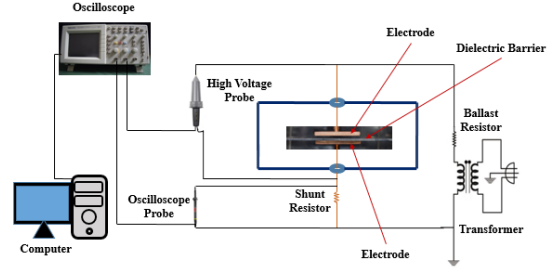 Oscilloscope
Electrode
Dielectric Barrier
High Voltage
Probe
Ballast
Resistor
Oscilloscope
Probe
Shunt
Resistor
Computer
Transformer
Electrode